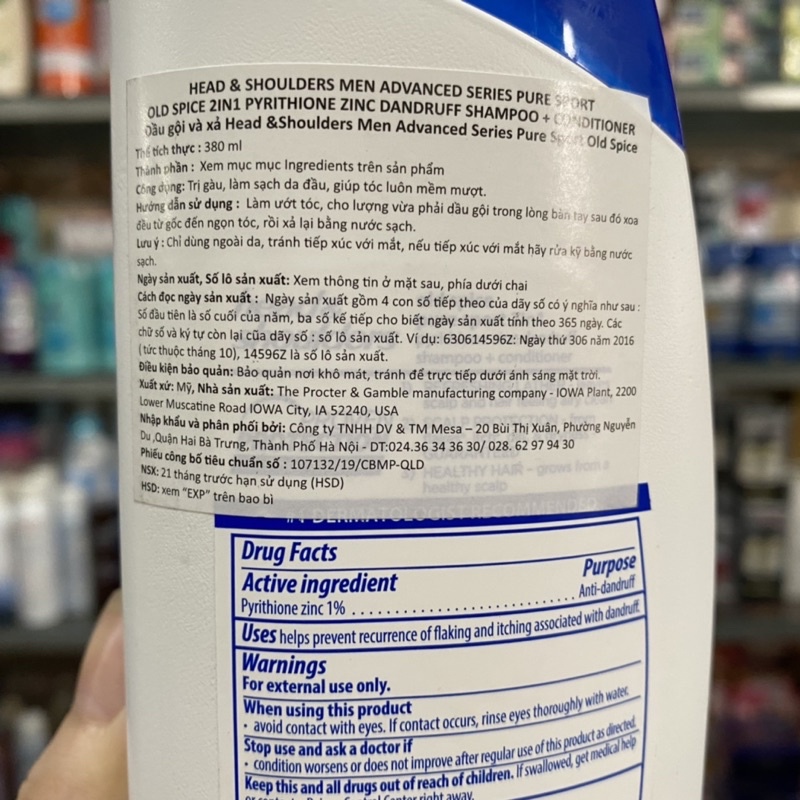 HEAD & SHOULDERS MEN ADVANCED SERIES PURE SPORT
OLD SPICE 2IN1 PYRITHIONE ZINC DANDRUFF SHAMPOO + CONDITIONER
Dầu gội và xả Head &Shoulders Men Advanced Series Pure Sport Old Spice
Thể tích thực : 380 ml
Thành phần : Xem mục mục Ingredients trên sản phẩm
Công dụng: Trị gàu, làm sạch da đầu, giúp tóc luôn mềm mượt.
Hướng dẫn sử dụng : Làm ướt tóc, cho lượng vừa phải dầu gội trong lòng bàn tay sau đó xoa
đều từ gốc đến ngọn tóc, rồi xả lại bằng nước sạch.
Lưu ý : Chỉ dùng ngoài da, tránh tiếp xúc với mắt, nếu tiếp xúc với mắt hãy rửa kỹ bằng nước
sạch.
Ngày sản xuất, Số lô sản xuất: Xem thông tin ở mặt sau, phía dưới chai
Cách đọc ngày sản xuất : Ngày sản xuất gồm 4 con số tiếp theo của dãy số có ý nghĩa như sau :
Số đầu tiên là số cuối của năm, ba số kế tiếp cho biết ngày sản xuất tính theo 365 ngày. Các
chữ số và ký tự còn lại cũa dãy số : số lô sản xuất. Ví dụ: 630614596Z: Ngày thứ 306 năm 2016
(tức thuộc tháng 10), 14596Z là số lô sản xuất.
Điều kiện bảo quản: Bảo quản nơi khô mát, tránh để trực tiếp dưới ánh sáng mặt trời.
Xuất xứ: Mỹ, Nhà sản xuất: The Procter & Gamble manufacturing company - IOWA Plant, 2200
Lower Muscatine Road IOWA City, IA 52240, USA
Nhập khẩu và phân phối bởi: Công ty TNHH DV & TM Mesa – 20 Bùi Thị Xuân, Phường Nguyễn
Du ,Quận Hai Bà Trưng, Thành Phố Hà Nội - DT:024.36 34 36 30/ 028. 62 97 94 30
Phiếu công bố tiêu chuẩn số : 107132/19/CBMP-QLD
NSX: 21 tháng trước hạn sử dụng (HSD)
HSD: xem "EXP" trên bao bì
shampoo + conditioner
HEALTHY HAIR – grows from a
healthy scalp
#1 DERMATOLOGIST RECOMMENDED
Drug Facts
Active ingredient Purpose
Pyrithione zinc 1% ........................................ Anti-dandruff
Uses helps prevent recurrence of flaking and itching associated with dandruff.
Warnings
For external use only.
When using this product
· avoid contact with eyes. If contact occurs, rinse eyes thoroughly with water.
Stop use and ask a doctor if
· condition worsens or does not improve after regular use of this product as directed.
Keep this and all drugs out of reach of children. If swallowed, get medical help
right away.